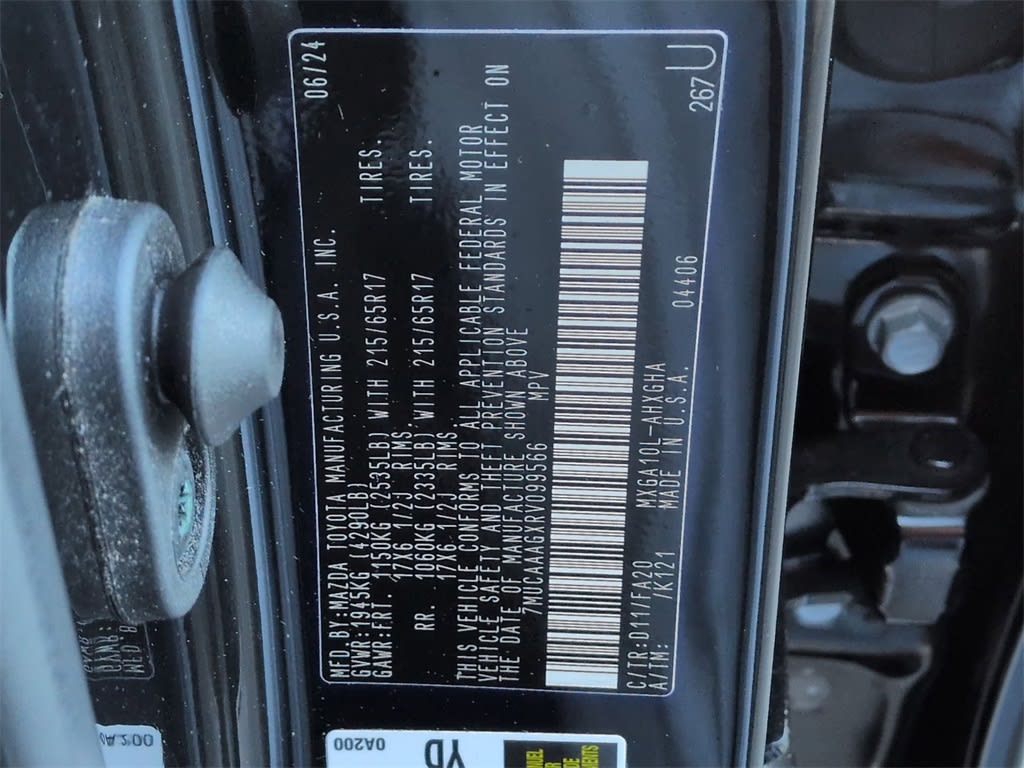 MFD.BY:MAZDA TOYOTA MANUFACTURING U.S.A. INC. 06/24
GVWR:1945KG (4290LB)
GAWR:FRT. 1150KG (2535LB) WITH 215/65R17 TIRES.
17X6 1/2J RIMS,
RR. 1060KG (2335LB) WITH 215/65R17 TIRES.
17X6 1/2J RIMS,
THIS VEHICLE CONFORMS TO ALL APPLICABLE FEDERAL MOTOR
VEHICLE SAFETY AND THEFT PREVENTION STANDARDS IN EFFECT ON
THE DATE OF MANUFACTURE SHOWN ABOVE
7MUCAAAGXRV099566 MPV
C/TR:D11/FA20 MXGA10L-AHXGHA 04406
A/TM: /K121 MADE IN U.S.A. 267 U
0A200
YD